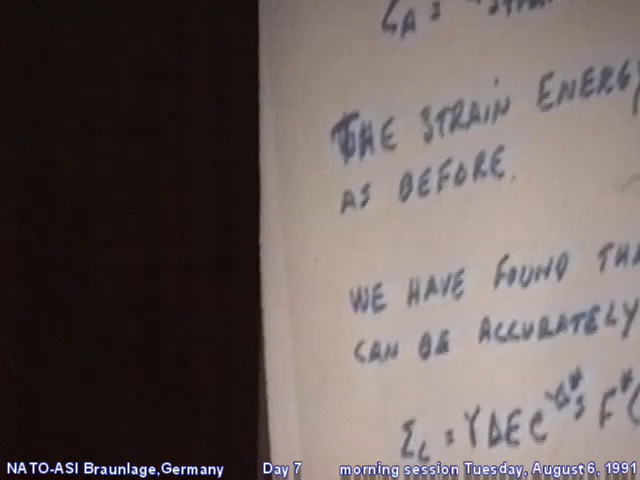 ΣA =
THE STRAIN ENERGY
AS BEFORE.
WE HAVE FOUND
CAN BE ACCURATELY
NATO-ASI Braunlage,Germany Day 7 morning session Tuesday, August 6, 1991